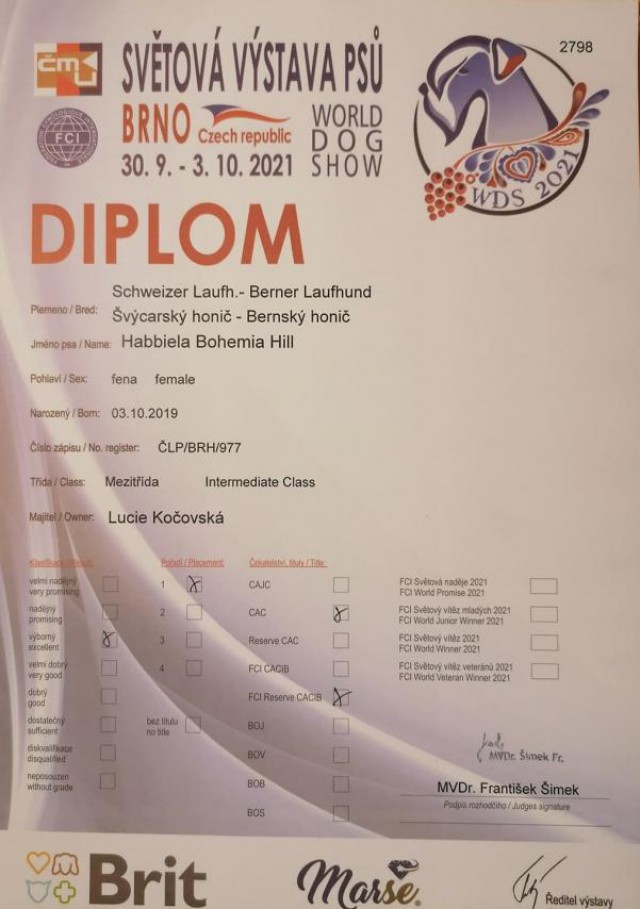 2798
ČMKU
SVĚTOVÁ VÝSTAVA PSŮ
BRNO Czech republic
WORLD DOG SHOW
30. 9. - 3. 10. 2021
FCI
WDS 2021
DIPLOM
Schweizer Laufh.- Berner Laufhund
Plemeno / Bred: Švýcarský honič - Bernský honič
Jméno psa / Name: Habbiela Bohemia Hill
Pohlaví / Sex: fena female
Narozený / Born: 03.10.2019
Číslo zápisu / No. register: ČLP/BRH/977
Třída / Class: Mezitřída Intermediate Class
Majitel / Owner: Lucie Kočovská
Klasifikace / Result: Pořadí / Placement: Čekatelství, tituly / Title:
velmi nadějný
very promising
1 X
CAJC
FCI Světová naděje 2021
FCI World Promise 2021
nadějný
promising
2
CAC X
FCI Světový vítěz mladých 2021
FCI World Junior Winner 2021
výborný
excellent X
3
Reserve CAC
FCI Světový vítěz 2021
FCI World Winner 2021
velmi dobrý
very good
4
FCI CACIB
FCI Světový vítěz veteránů 2021
FCI World Veteran Winner 2021
dobrý
good
FCI Reserve CACIB X
dostatečný
sufficient
bez titulu
no title
BOJ
diskvalifikace
disqualified
BOV
neposouzen
without grade
BOB
BOS
MVDr. Šimek Fr.
MVDr. František Šimek
Podpis rozhodčího / Judges signature
Brit
Marse
Ředitel výstavy